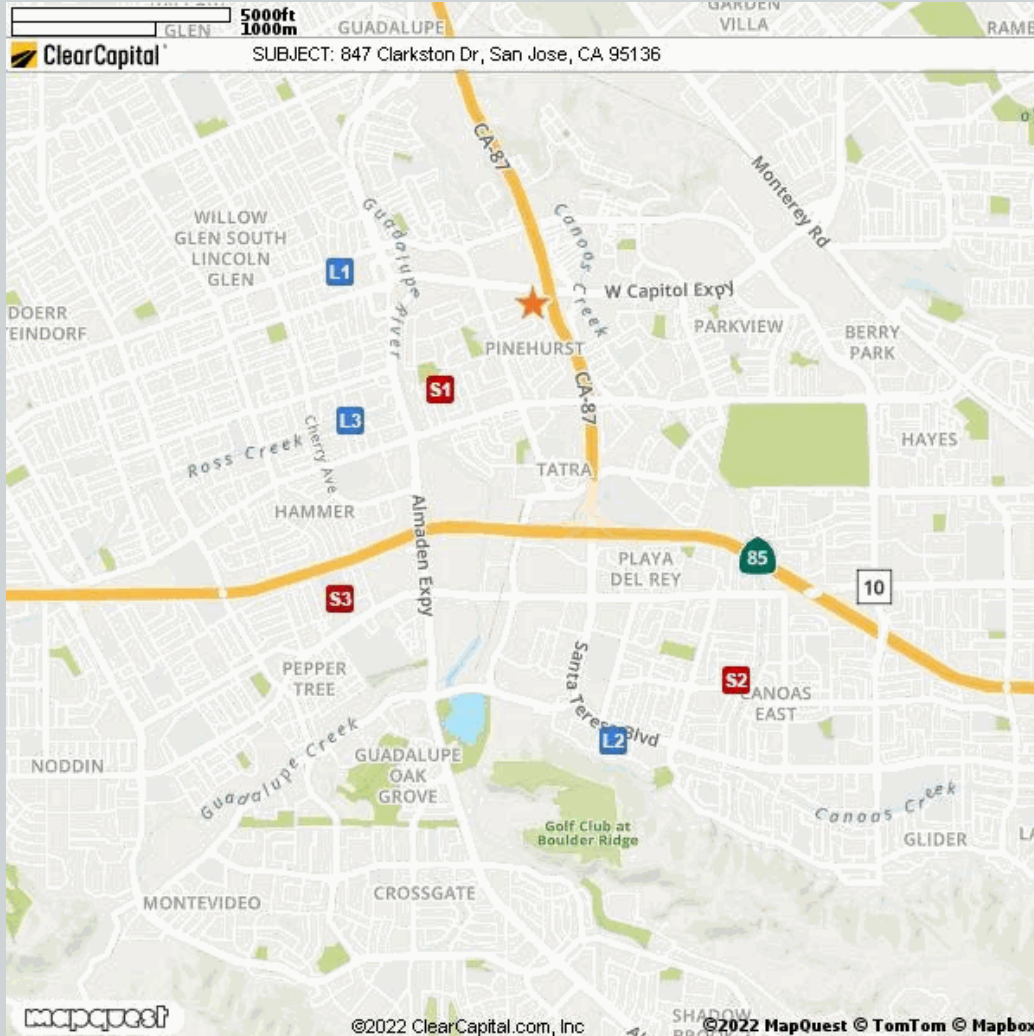 5000ft
1000m
GLEN
GUADALUPE
GARDEN
VILLA
ClearCapital
SUBJECT: 847 Clarkston Dr, San Jose, CA 95136
CA-87
Monterey Rd
WILLOW
GLEN SOUTH
LINCOLN
GLEN
Guadalupe River
Canoas Creek
L1
W Capitol Expy
DOERR
PARKVIEW
BERRY
PARK
PINEHURST
S1
CA-87
L3
Cherry Ave
Ross Creek
HAYES
TATRA
HAMMER
Almaden Expy
85
PLAYA
DEL REY
10
S3
Santa Teresa Blvd
PEPPER
TREE
S2
CANOAS
EAST
L2
Guadalupe Creek
NODDIN
GUADALUPE
OAK
GROVE
Canoas Creek
Golf Club at
Boulder Ridge
GLIDER
CROSSGATE
MONTEVIDEO
mapquest
SHADOW
©2022 ClearCapital.com, Inc
©2022 MapQuest © TomTom © Mapbox